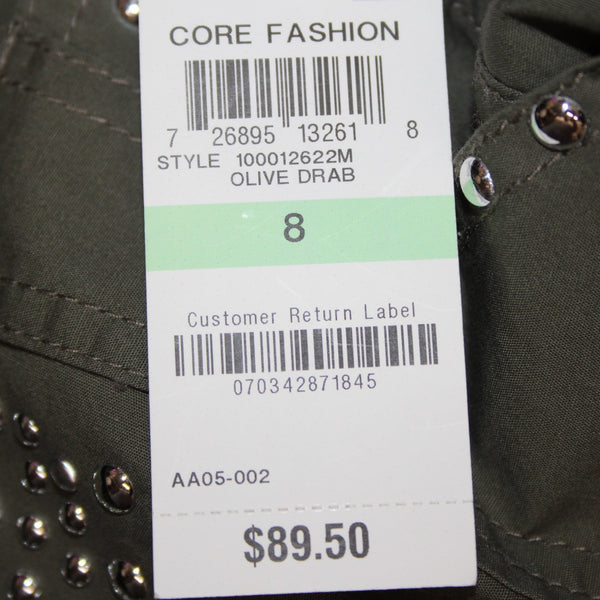 CORE FASHION
7 26895 13261 8
STYLE 100012622M
OLIVE DRAB
8
Customer Return Label
070342871845
AA05-002
$89.50